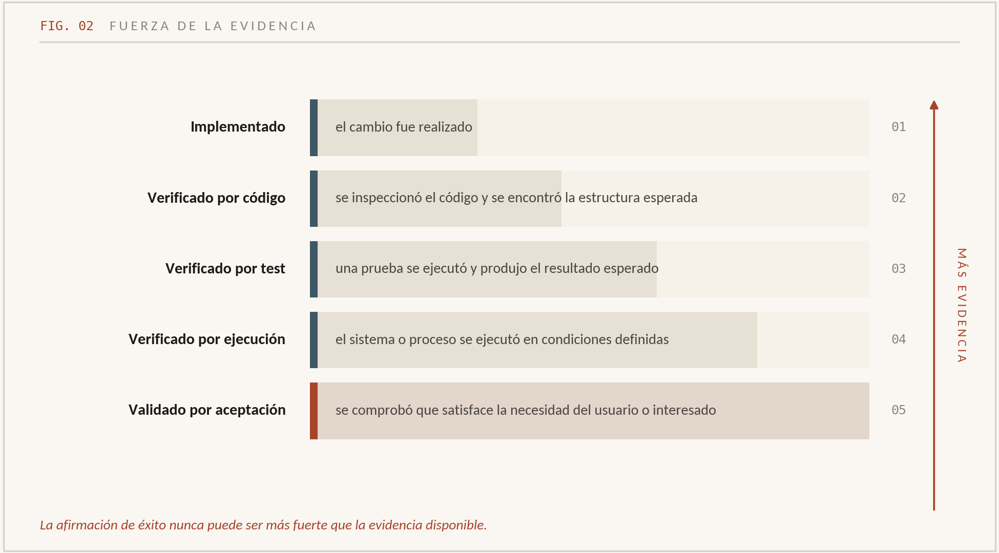 FIG. 02 FUERZA DE LA EVIDENCIA
Implementado
el cambio fue realizado
01
Verificado por código
se inspeccionó el código y se encontró la estructura esperada
02
Verificado por test
una prueba se ejecutó y produjo el resultado esperado
03
Verificado por ejecución
el sistema o proceso se ejecutó en condiciones definidas
04
Validado por aceptación
se comprobó que satisface la necesidad del usuario o interesado
05
MÁS EVIDENCIA
La afirmación de éxito nunca puede ser más fuerte que la evidencia disponible.